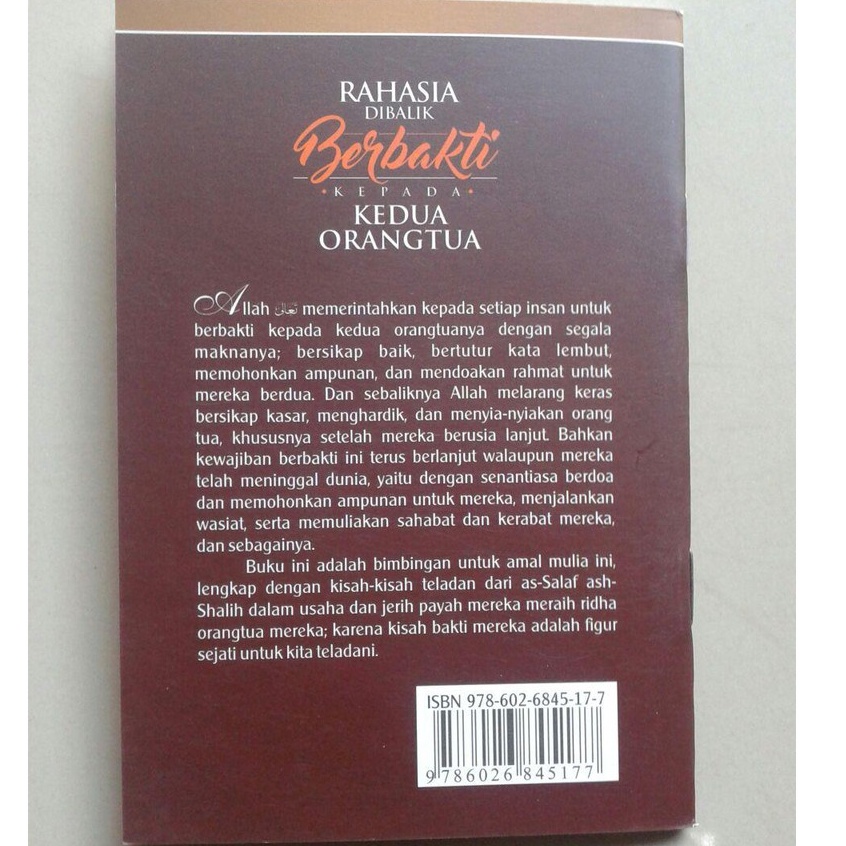 RAHASIA
DIBALIK
Berbakti
KEPADA
KEDUA
ORANGTUA
Allah تعالى memerintahkan kepada setiap insan untuk
berbakti kepada kedua orangtuanya dengan segala
maknanya; bersikap baik, bertutur kata lembut,
memohonkan ampunan, dan mendoakan rahmat untuk
mereka berdua. Dan sebaliknya Allah melarang keras
bersikap kasar, menghardik, dan menyia-nyiakan orang
tua, khususnya setelah mereka berusia lanjut. Bahkan
kewajiban berbakti ini terus berlanjut walaupun mereka
telah meninggal dunia, yaitu dengan senantiasa berdoa
dan memohonkan ampunan untuk mereka, menjalankan
wasiat, serta memuliakan sahabat dan kerabat mereka,
dan sebagainya.
Buku ini adalah bimbingan untuk amal mulia ini,
lengkap dengan kisah-kisah teladan dari as-Salaf ash-
Shalih dalam usaha dan jerih payah mereka meraih ridha
orangtua mereka; karena kisah bakti mereka adalah figur
sejati untuk kita teladani.
ISBN 978-602-6845-17-7
9 786026 845177